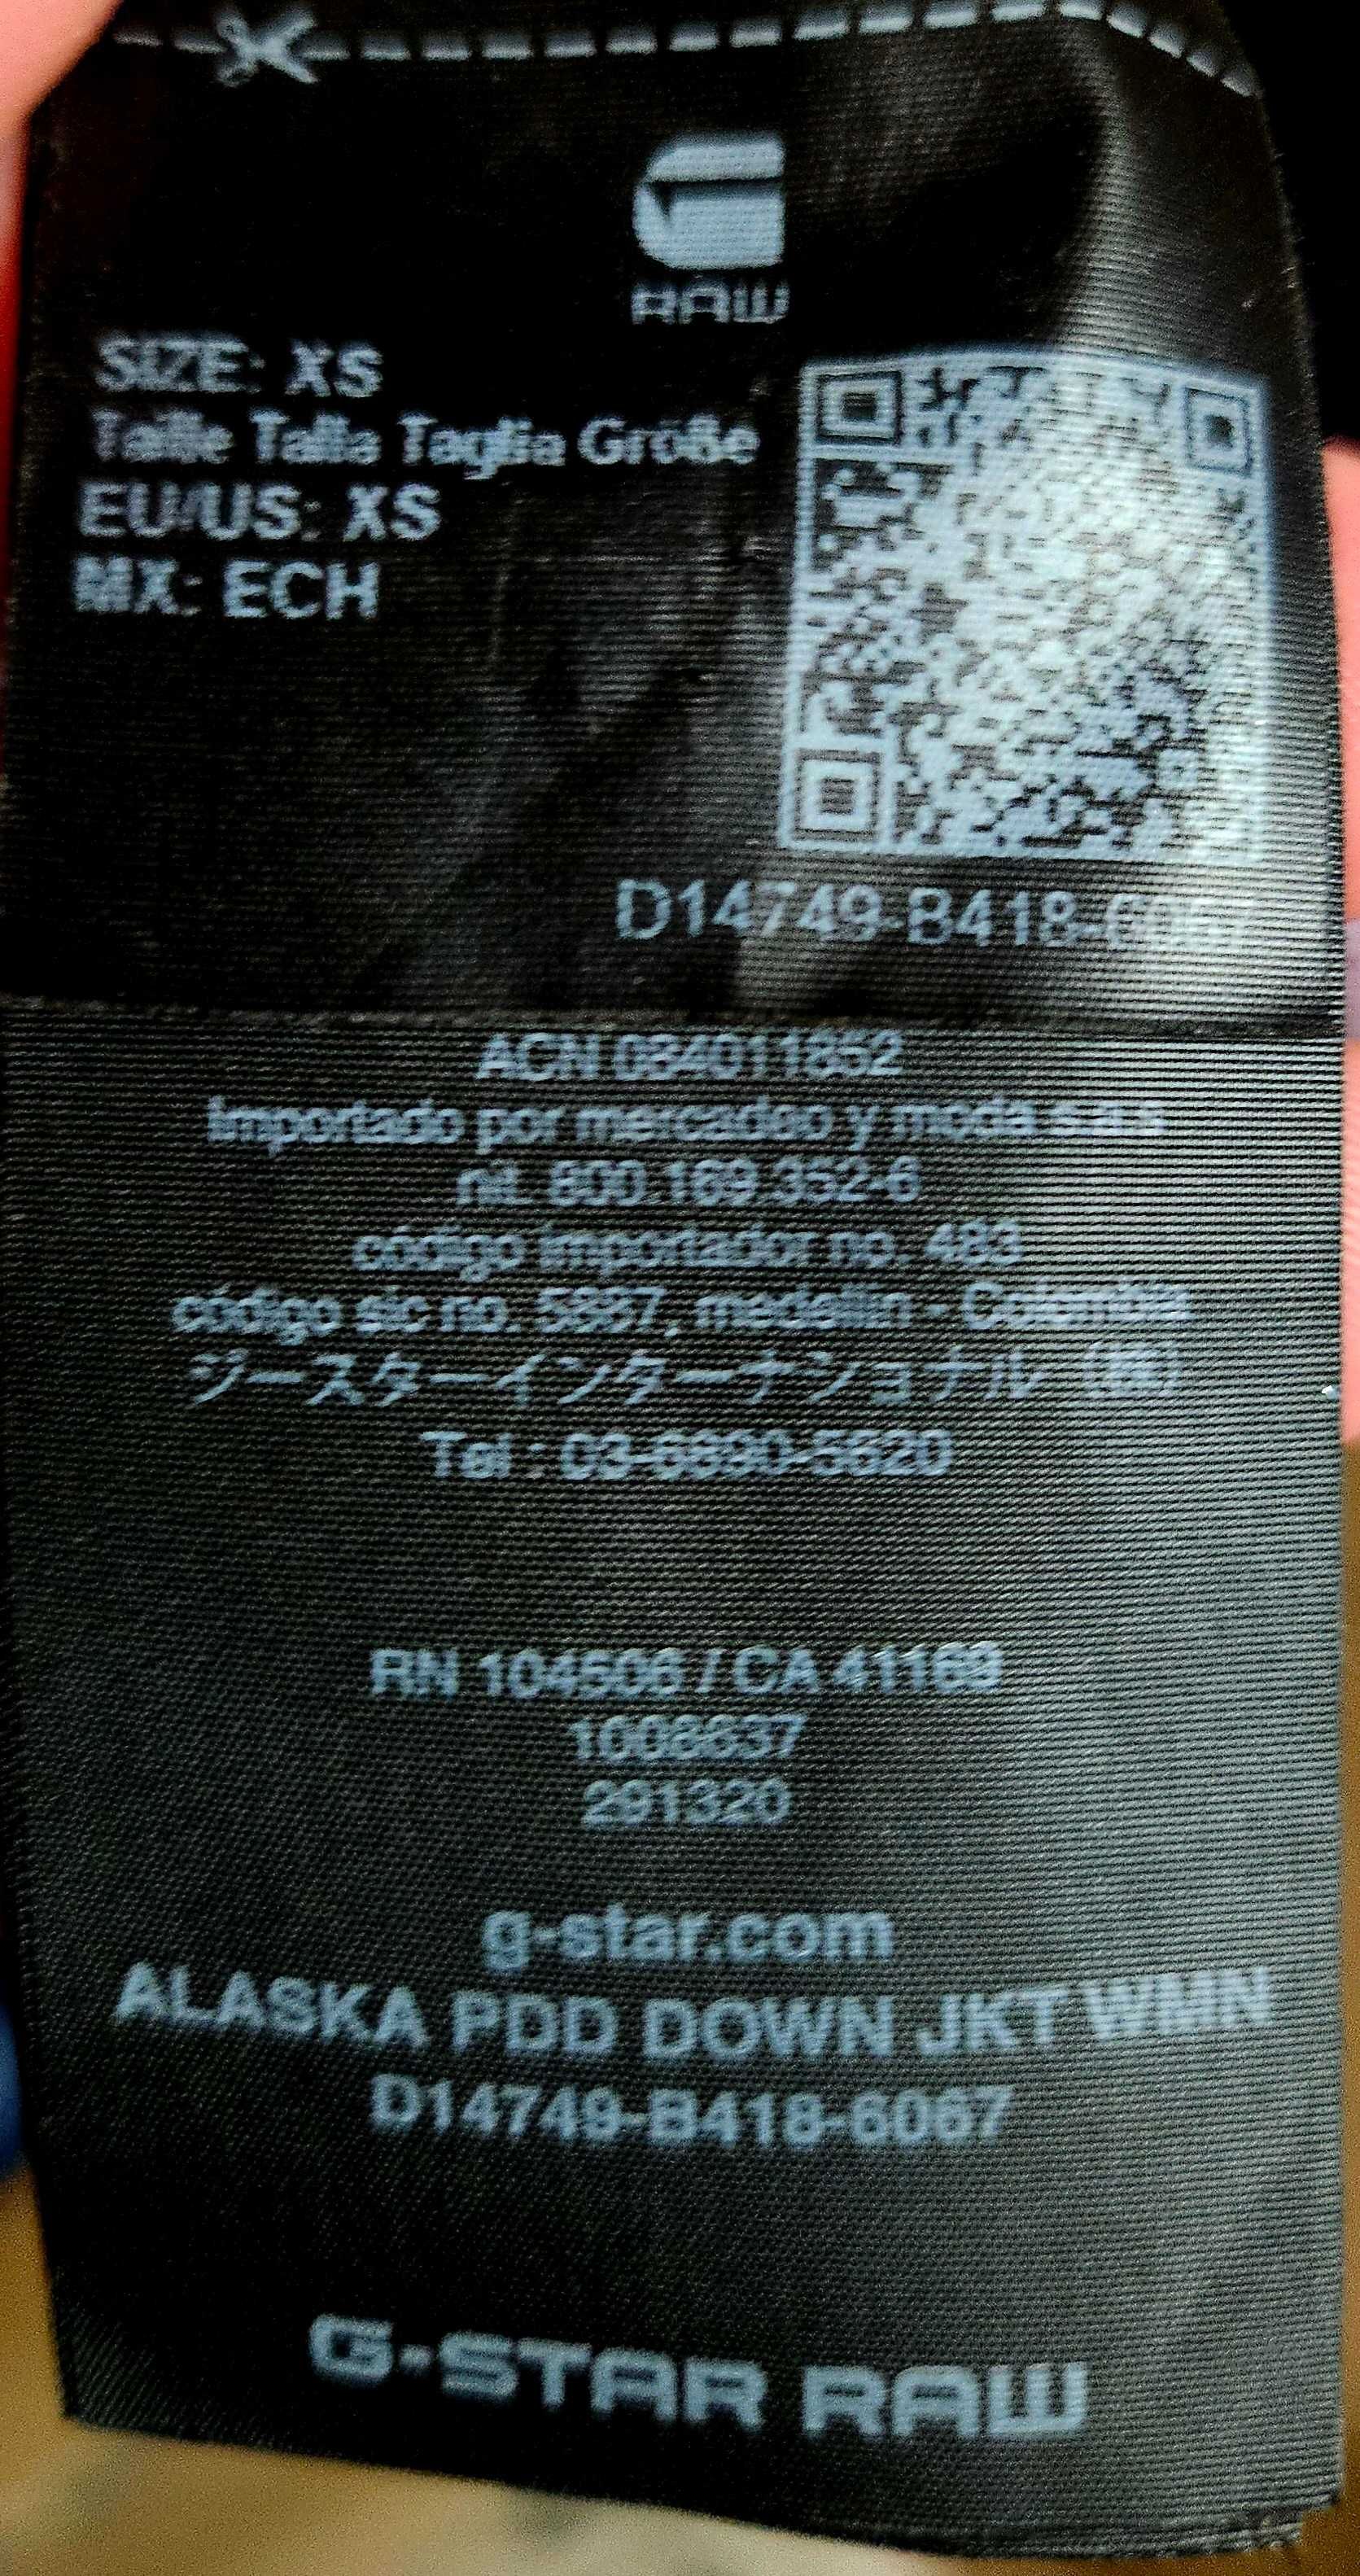 RAW
SIZE: XS
Taille Talla Taglia Größe
EU/US: XS
MX: ECH
D14749-B418-60
ACN 084011852
Importado por mercadeo y moda s.a.s
nit. 800.189.352-6
código importador no. 483
código sic no. 5887, medellin - Colombia
ジースターインターナショナル (株)
Tel : 03-6890-5620
RN 104506 / CA 41169
1008837
291320
g-star.com
ALASKA PDD DOWN JKT WMN
D14749-B418-6067
G-STAR RAW